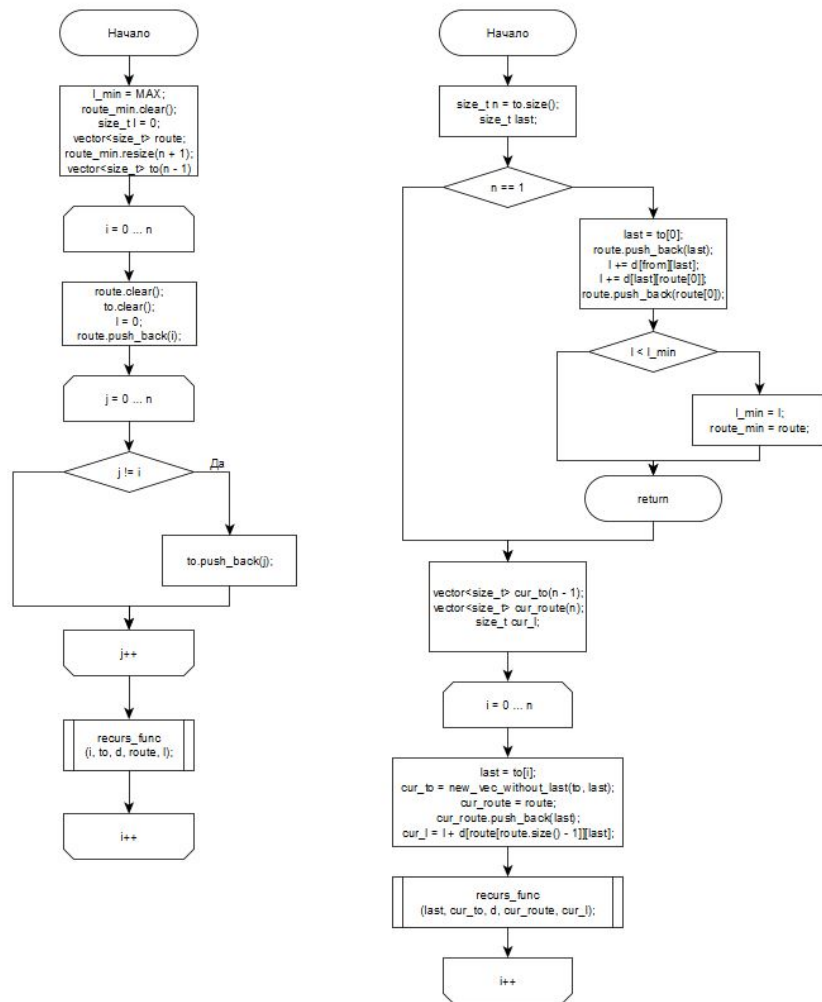 Начало
l_min = MAX;
route_min.clear();
size_t l = 0;
vector<size_t> route;
route_min.resize(n + 1);
vector<size_t> to(n - 1)
i = 0 ... n
route.clear();
to.clear();
l = 0;
route.push_back(i);
j = 0 ... n
j != i
Да
to.push_back(j);
j++
recurs_func
(i, to, d, route, l);
i++
Начало
size_t n = to.size();
size_t last;
n == 1
last = to[0];
route.push_back(last);
l += d[from][last];
l += d[last][route[0]];
route.push_back(route[0]);
l < l_min
l_min = l;
route_min = route;
return
vector<size_t> cur_to(n - 1);
vector<size_t> cur_route(n);
size_t cur_l;
i = 0 ... n
last = to[i];
cur_to = new_vec_without_last(to, last);
cur_route = route;
cur_route.push_back(last);
cur_l = l + d[route[route.size() - 1]][last];
recurs_func
(last, cur_to, d, cur_route, cur_l);
i++